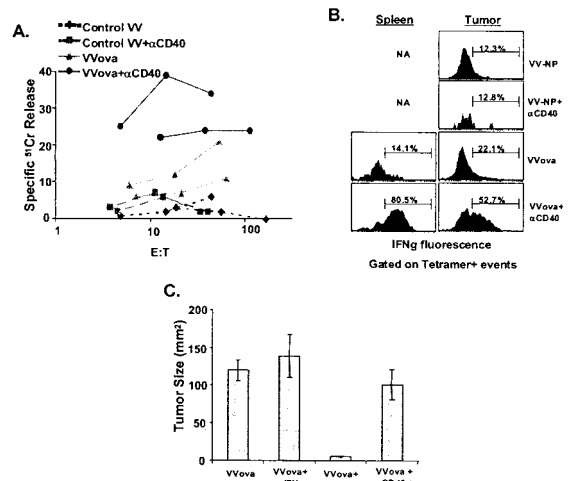 A.
Control VV
Control VV+αCD40
VVova
VVova+αCD40
Specific ⁵¹Cr Release
40
30
20
10
0
1
10
100
E:T
B.
Spleen
Tumor
NA
12.3%
VV-NP
NA
12.8%
VV-NP+
αCD40
14.1%
22.1%
VVova
80.5%
52.7%
VVova+
αCD40
IFNg fluorescence
Gated on Tetramer+ events
C.
Tumor Size (mm²)
200
150
100
50
0
VVova
VVova+
VVova+
VVova +